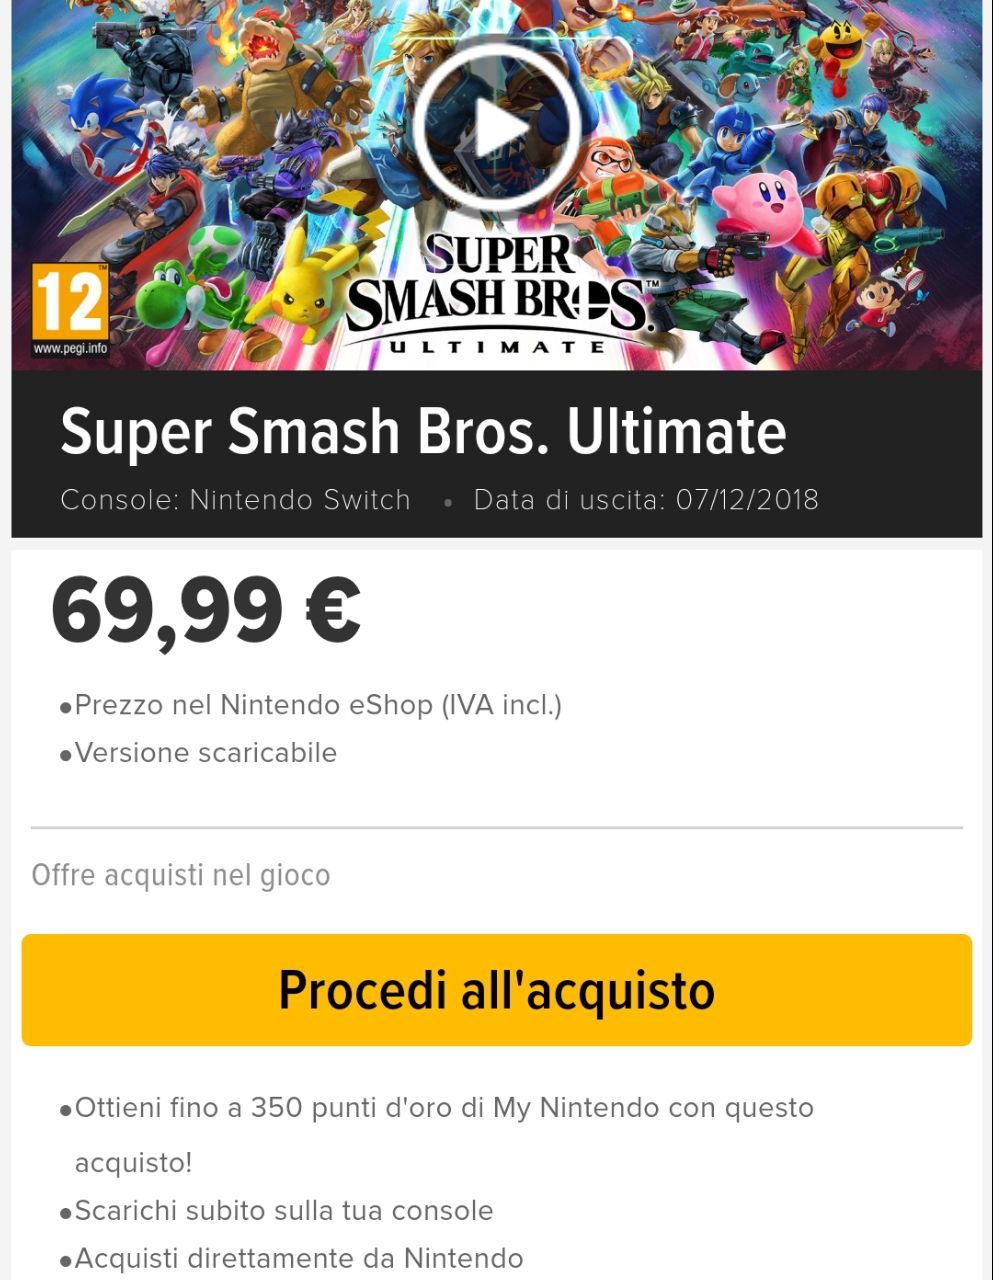 SUPER
SMASH BROS.™
ULTIMATE
12™
www.pegi.info
Super Smash Bros. Ultimate
Console: Nintendo Switch • Data di uscita: 07/12/2018
69,99 €
•Prezzo nel Nintendo eShop (IVA incl.)
•Versione scaricabile
Offre acquisti nel gioco
Procedi all'acquisto
•Ottieni fino a 350 punti d'oro di My Nintendo con questo
acquisto!
•Scarichi subito sulla tua console
•Acquisti direttamente da Nintendo